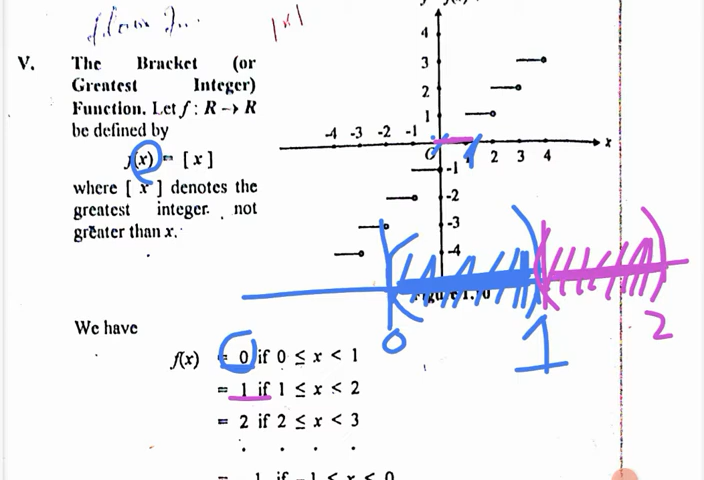 |x|
V. The Bracket (or
Greatest Integer)
Function. Let f : R → R
be defined by
f(x) = [ x ]
where [ x ] denotes the
greatest integer not
greater than x.
4
3
2
1
-4 -3 -2 -1 O 1 2 3 4 x
-1
-2
-3
-4
0 1 2
We have
f(x) = 0 if 0 ≤ x < 1
= 1 if 1 ≤ x < 2
= 2 if 2 ≤ x < 3
. . . .